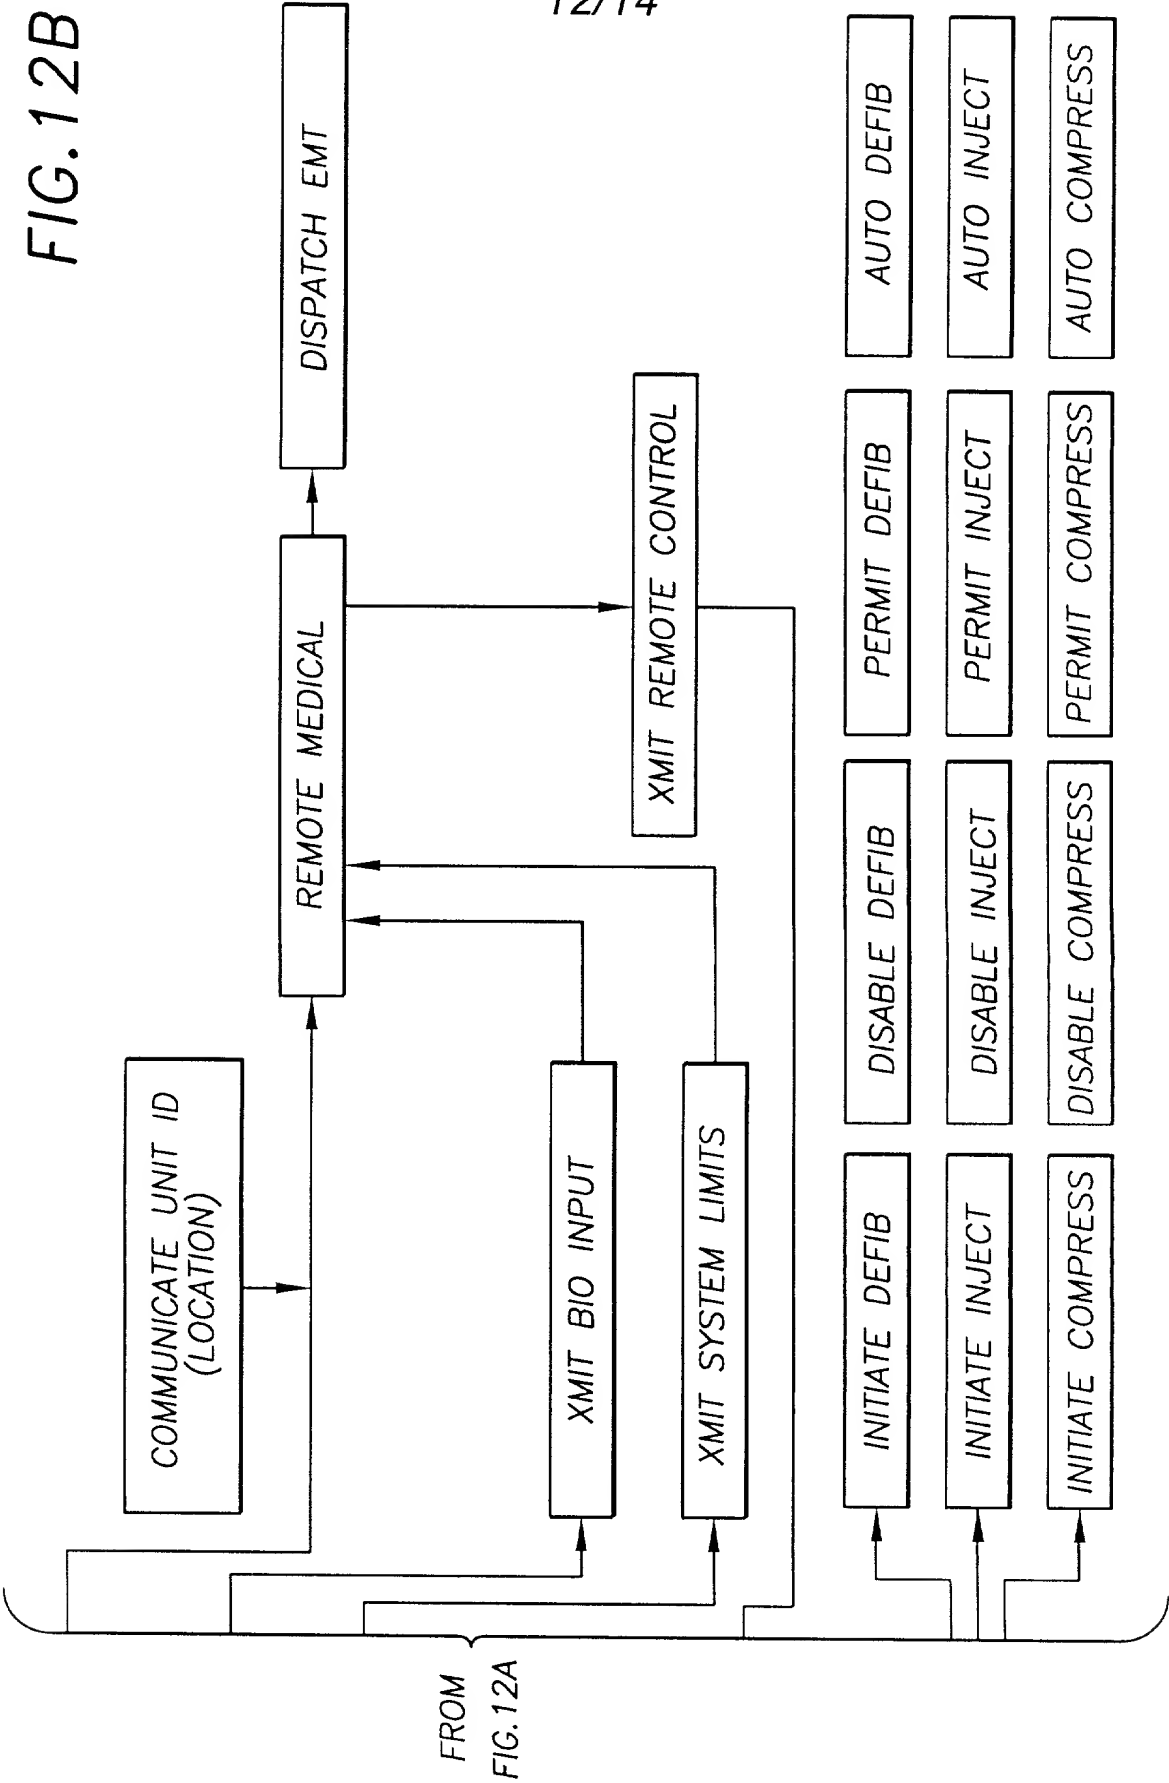 12/14
FIG.12B
COMMUNICATE UNIT ID
(LOCATION)
REMOTE MEDICAL
DISPATCH EMT
XMIT BIO INPUT
XMIT SYSTEM LIMITS
XMIT REMOTE CONTROL
FROM
FIG.12A
INITIATE DEFIB
DISABLE DEFIB
PERMIT DEFIB
AUTO DEFIB
INITIATE INJECT
DISABLE INJECT
PERMIT INJECT
AUTO INJECT
INITIATE COMPRESS
DISABLE COMPRESS
PERMIT COMPRESS
AUTO COMPRESS